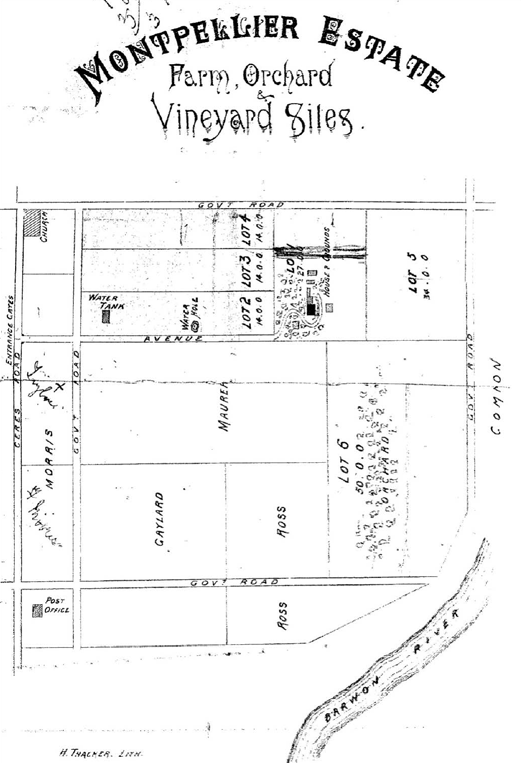 MONTPELLIER ESTATE
Farm, Orchard
&
Vineyard Sites.
GOVT ROAD
CHURCH
LOT 4
14.0.0
LOT 3
14.0.0
LOT 2
14.0.0
LOT 1
27.0.0
HOUSE & GROUNDS
LOT 5
34.0.0
WATER
TANK
WATER
HOLE
ENTRANCE GATES
AVENUE
CERES ROAD
GOVT ROAD
GOVT ROAD
COMMON
MORRIS
MAURER
LOT 6
50.0.0
ORCHARD
GAYLARD
ROSS
GOVT ROAD
POST
OFFICE
ROSS
BARWON RIVER
H. THACKER. LITH.